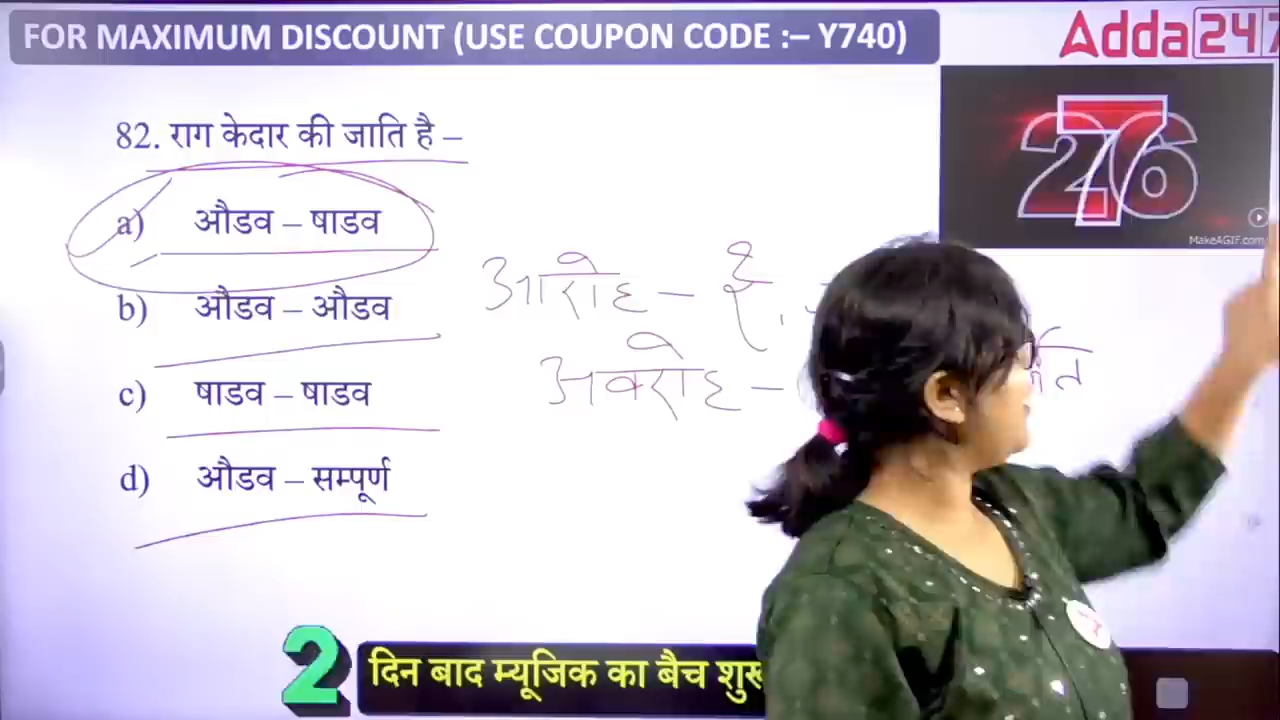 FOR MAXIMUM DISCOUNT (USE COUPON CODE :– Y740)
Adda247
276
MakeAGIF.com
82. राग केदार की जाति है –
a) औडव – षाडव
b) औडव – औडव
c) षाडव – षाडव
d) औडव – सम्पूर्ण
आरोह –
अवरोह –
2 दिन बाद म्यूजिक का बैच